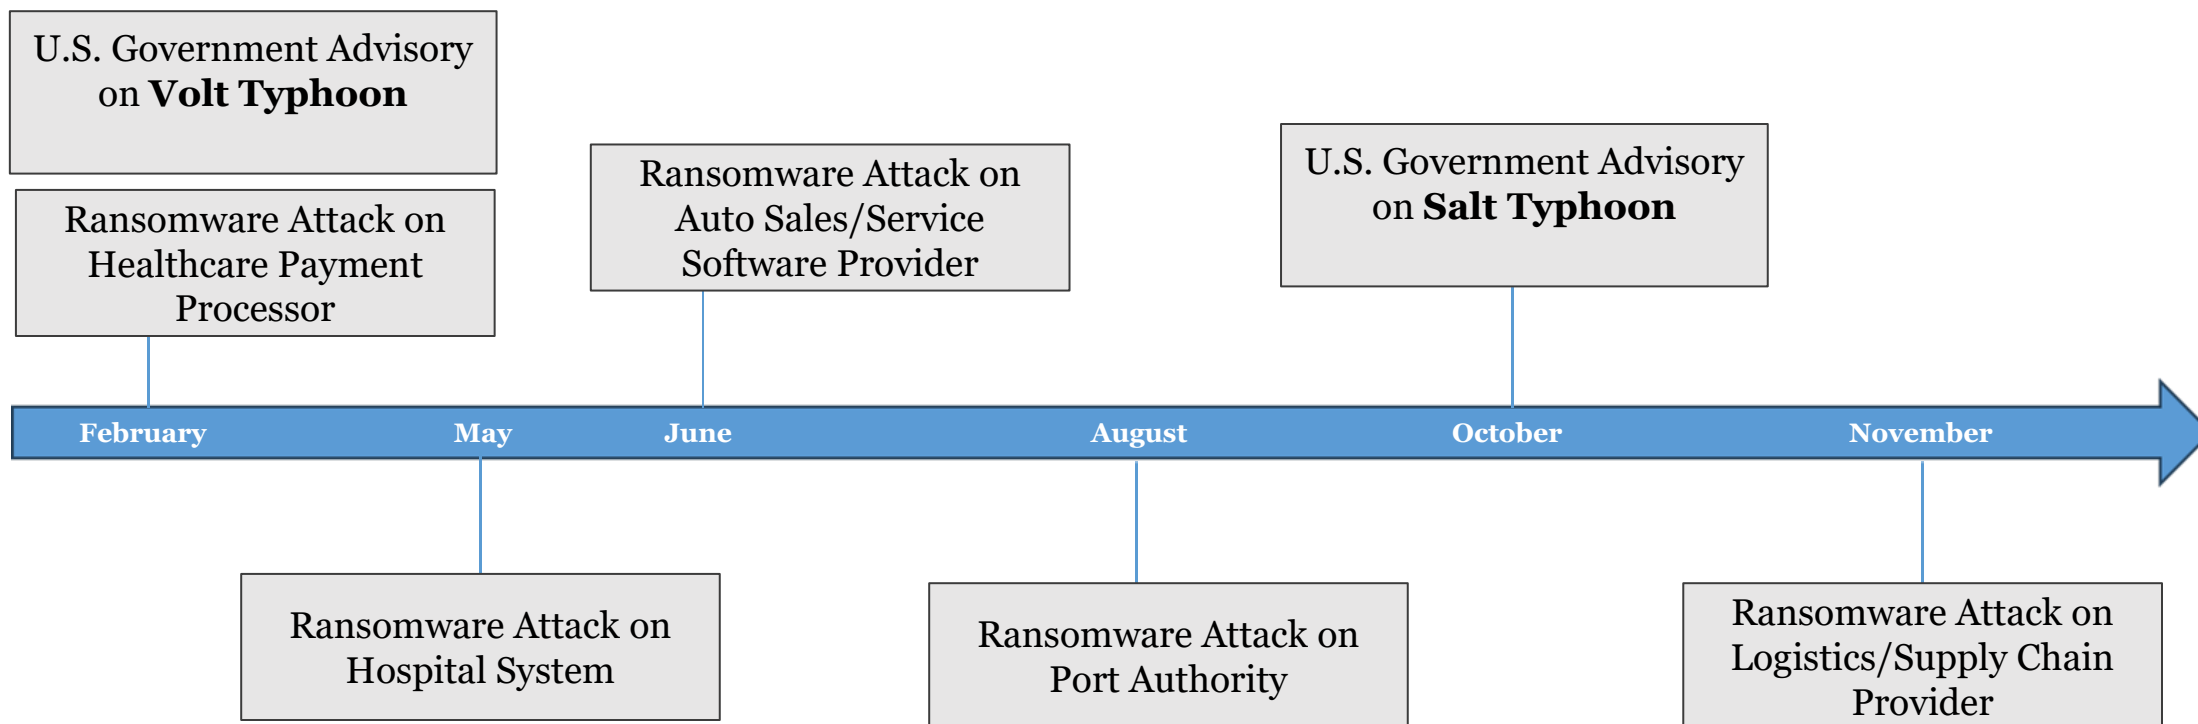 U.S. Government Advisory
on Volt Typhoon
Ransomware Attack on
Healthcare Payment
Processor
Ransomware Attack on
Auto Sales/Service
Software Provider
U.S. Government Advisory
on Salt Typhoon
February
May
June
August
October
November
Ransomware Attack on
Hospital System
Ransomware Attack on
Port Authority
Ransomware Attack on
Logistics/Supply Chain
Provider